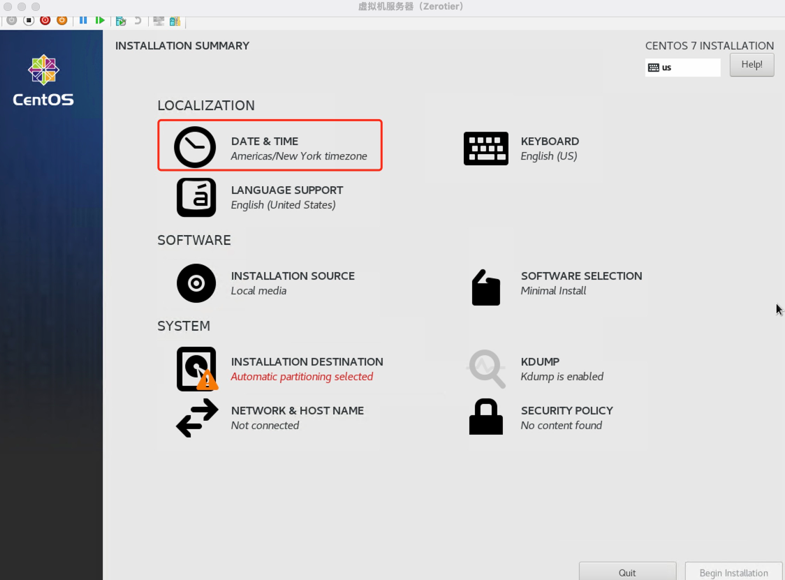 虚拟机服务器（Zerotier）
INSTALLATION SUMMARY
CENTOS 7 INSTALLATION
us
Help!
CentOS
LOCALIZATION
DATE & TIME
Americas/New York timezone
KEYBOARD
English (US)
LANGUAGE SUPPORT
English (United States)
SOFTWARE
INSTALLATION SOURCE
Local media
SOFTWARE SELECTION
Minimal Install
SYSTEM
INSTALLATION DESTINATION
Automatic partitioning selected
KDUMP
Kdump is enabled
NETWORK & HOST NAME
Not connected
SECURITY POLICY
No content found
Quit
Begin Installation